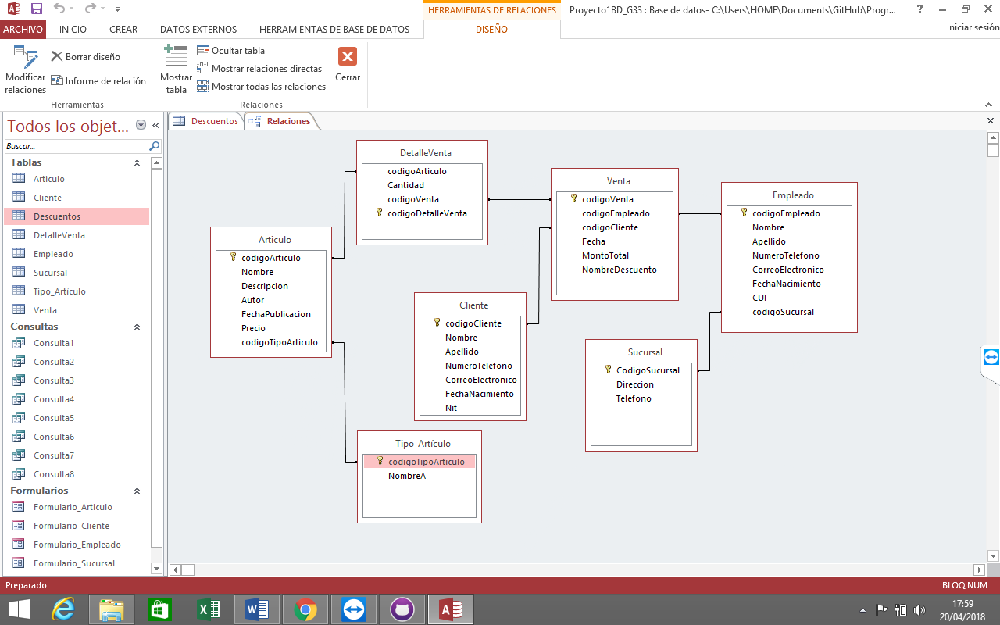 HERRAMIENTAS DE RELACIONES
Proyecto1BD_G33 : Base de datos- C:\Users\HOME\Documents\GitHub\Progr...
ARCHIVO
INICIO
CREAR
DATOS EXTERNOS
HERRAMIENTAS DE BASE DE DATOS
DISEÑO
Iniciar sesión
Modificar relaciones
Borrar diseño
Informe de relación
Herramientas
Mostrar tabla
Ocultar tabla
Mostrar relaciones directas
Mostrar todas las relaciones
Relaciones
Cerrar
Todos los objet...
Buscar...
Tablas
Articulo
Cliente
Descuentos
DetalleVenta
Empleado
Sucursal
Tipo_Artículo
Venta
Consultas
Consulta1
Consulta2
Consulta3
Consulta4
Consulta5
Consulta6
Consulta7
Consulta8
Formularios
Formulario_Articulo
Formulario_Cliente
Formulario_Empleado
Formulario_Sucursal
Descuentos
Relaciones
DetalleVenta
codigoArticulo
Cantidad
codigoVenta
codigoDetalleVenta
Venta
codigoVenta
codigoEmpleado
codigoCliente
Fecha
MontoTotal
NombreDescuento
Empleado
codigoEmpleado
Nombre
Apellido
NumeroTelefono
CorreoElectronico
FechaNacimiento
CUI
codigoSucursal
Articulo
codigoArticulo
Nombre
Descripcion
Autor
FechaPublicacion
Precio
codigoTipoArticulo
Cliente
codigoCliente
Nombre
Apellido
NumeroTelefono
CorreoElectronico
FechaNacimiento
Nit
Sucursal
CodigoSucursal
Direccion
Telefono
Tipo_Artículo
codigoTipoArticulo
NombreA
Preparado
BLOQ NUM
17:59
20/04/2018